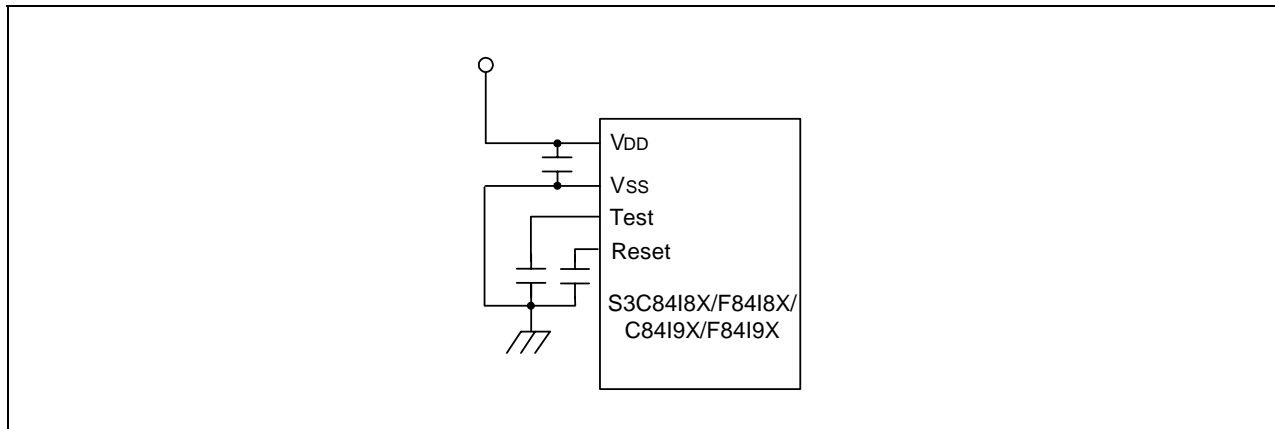 VDD
VSS
Test
Reset
S3C84I8X/F84I8X/
C84I9X/F84I9X